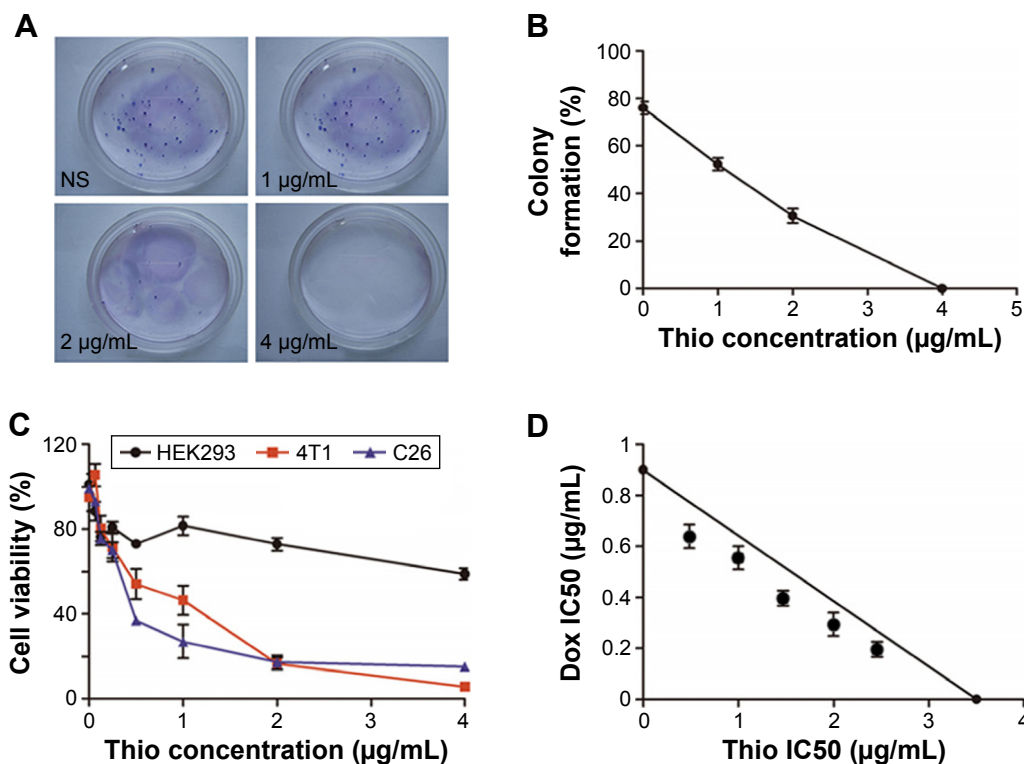 A
NS
1 µg/mL
2 µg/mL
4 µg/mL
B
Colony
formation (%)
100
80
60
40
20
0
0 1 2 3 4 5
Thio concentration (µg/mL)
C
Cell viability (%)
HEK293 4T1 C26
120
80
40
0
0 1 2 3 4
Thio concentration (µg/mL)
D
Dox IC50 (µg/mL)
1
0.8
0.6
0.4
0.2
0
0 1 2 3 4
Thio IC50 (µg/mL)